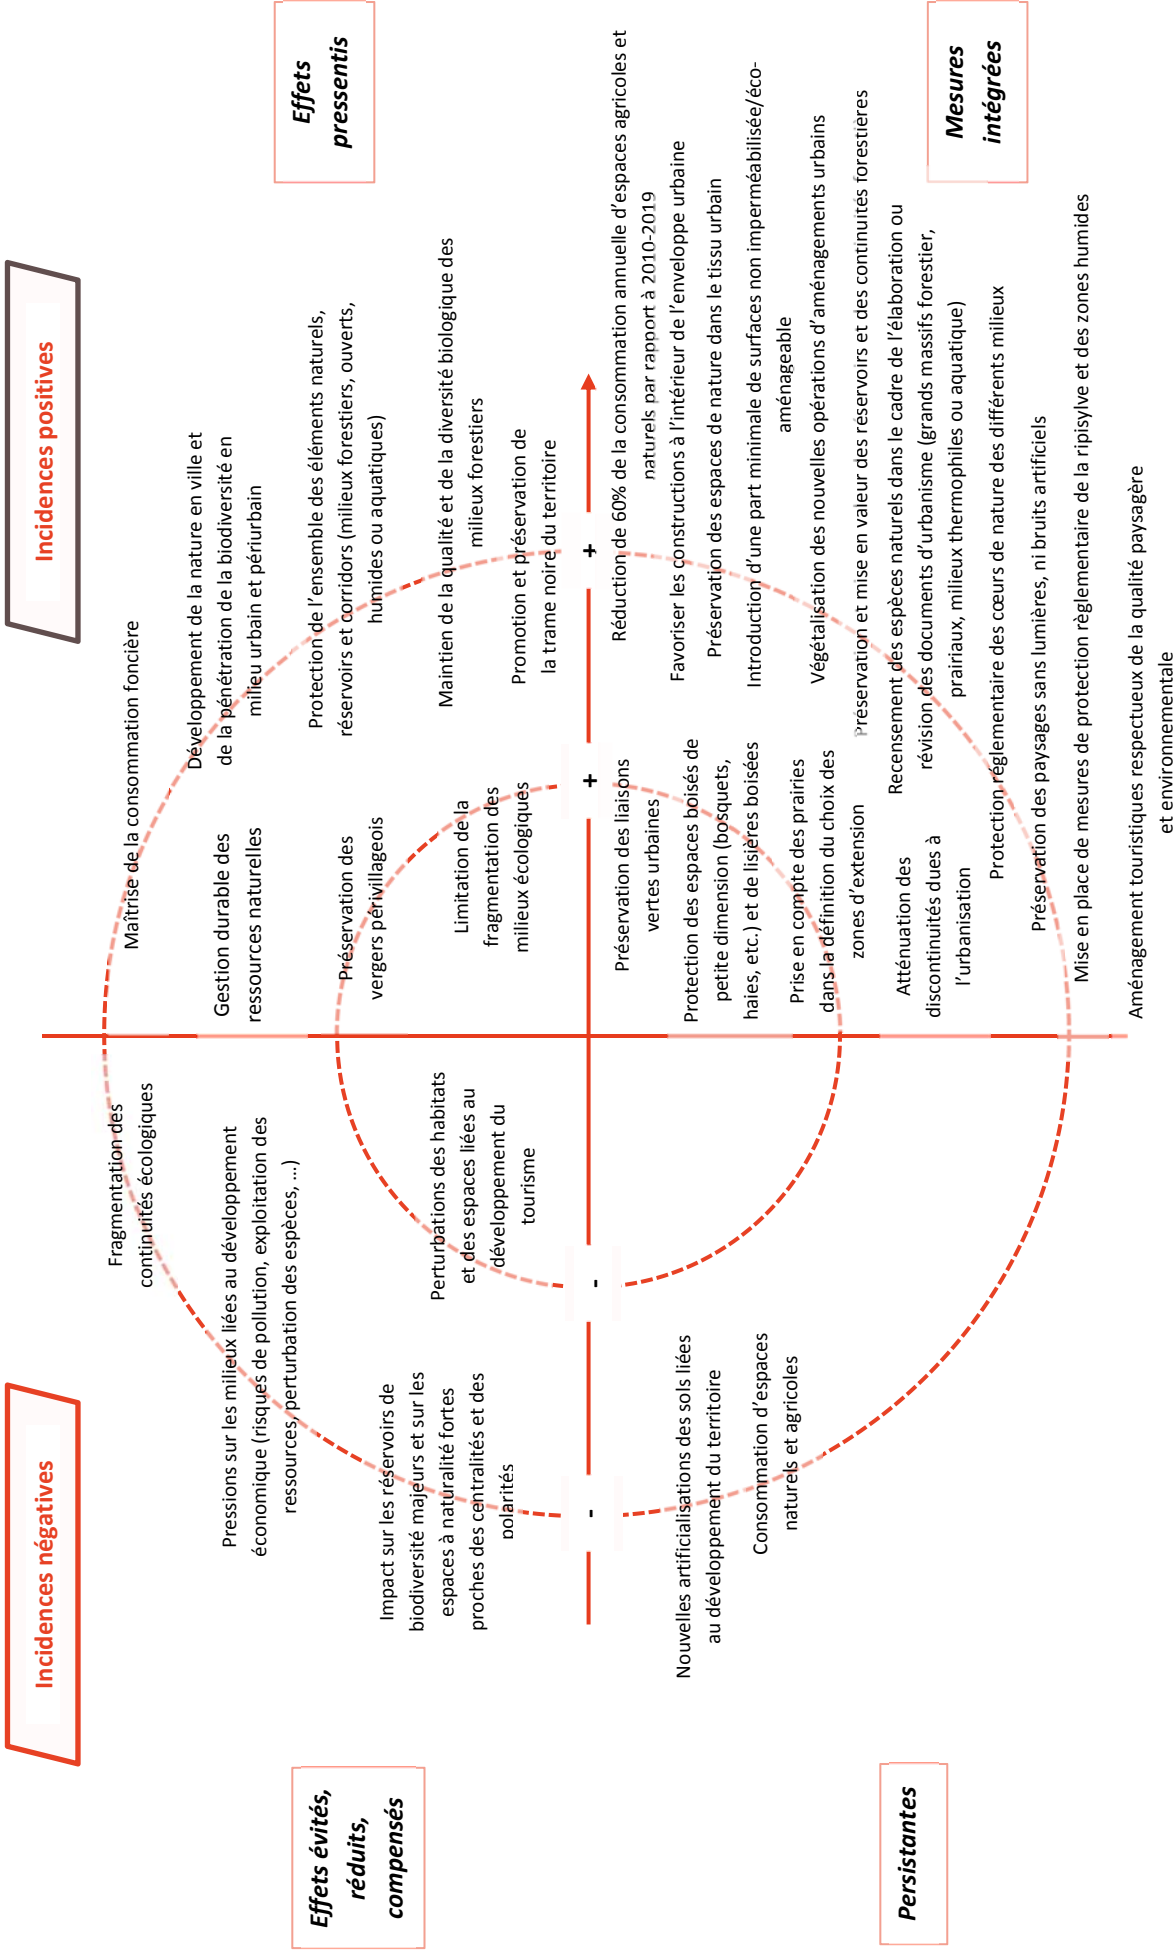 Incidences négatives
Incidences positives
Effets évités,
réduits,
compensés
Fragmentation des
continuités écologiques
Pressions sur les milieux liées au développement
économique (risques de pollution, exploitation des
ressources, perturbation des espèces, ...)
Impact sur les réservoirs de
biodiversité majeurs et sur les
espaces à naturalité fortes
proches des centralités et des
polarités
Perturbations des habitats
et des espaces liées au
développement du
tourisme
Maîtrise de la consommation foncière
Gestion durable des
ressources naturelles
Développement de la nature en ville et
de la pénétration de la biodiversité en
milieu urbain et périurbain
Préservation des
vergers périvillageois
Protection de l'ensemble des éléments naturels,
réservoirs et corridors (milieux forestiers, ouverts,
humides ou aquatiques)
Limitation de la
fragmentation des
milieux écologiques
Maintien de la qualité et de la diversité biologique des
milieux forestiers
Promotion et préservation de
la trame noire du territoire
Effets
pressentis
-
-
+
+
Persistantes
Nouvelles artificialisations des sols liées
au développement du territoire
Consommation d'espaces
naturels et agricoles
Préservation des liaisons
vertes urbaines
Protection des espaces boisés de
petite dimension (bosquets,
haies, etc.) et de lisières boisées
Prise en compte des prairies
dans la définition du choix des
zones d'extension
Atténuation des
discontinuités dues à
l'urbanisation
Réduction de 60% de la consommation annuelle d'espaces agricoles et
naturels par rapport à 2010-2019
Favoriser les constructions à l'intérieur de l'enveloppe urbaine
Préservation des espaces de nature dans le tissu urbain
Introduction d'une part minimale de surfaces non imperméabilisée/éco-
aménageable
Végétalisation des nouvelles opérations d'aménagements urbains
Préservation et mise en valeur des réservoirs et des continuités forestières
Recensement des espèces naturels dans le cadre de l'élaboration ou
révision des documents d'urbanisme (grands massifs forestier,
prairiaux, milieux thermophiles ou aquatique)
Protection réglementaire des cœurs de nature des différents milieux
Préservation des paysages sans lumières, ni bruits artificiels
Mise en place de mesures de protection règlementaire de la ripisylve et des zones humides
Aménagement touristiques respectueux de la qualité paysagère
et environnementale
Mesures
intégrées